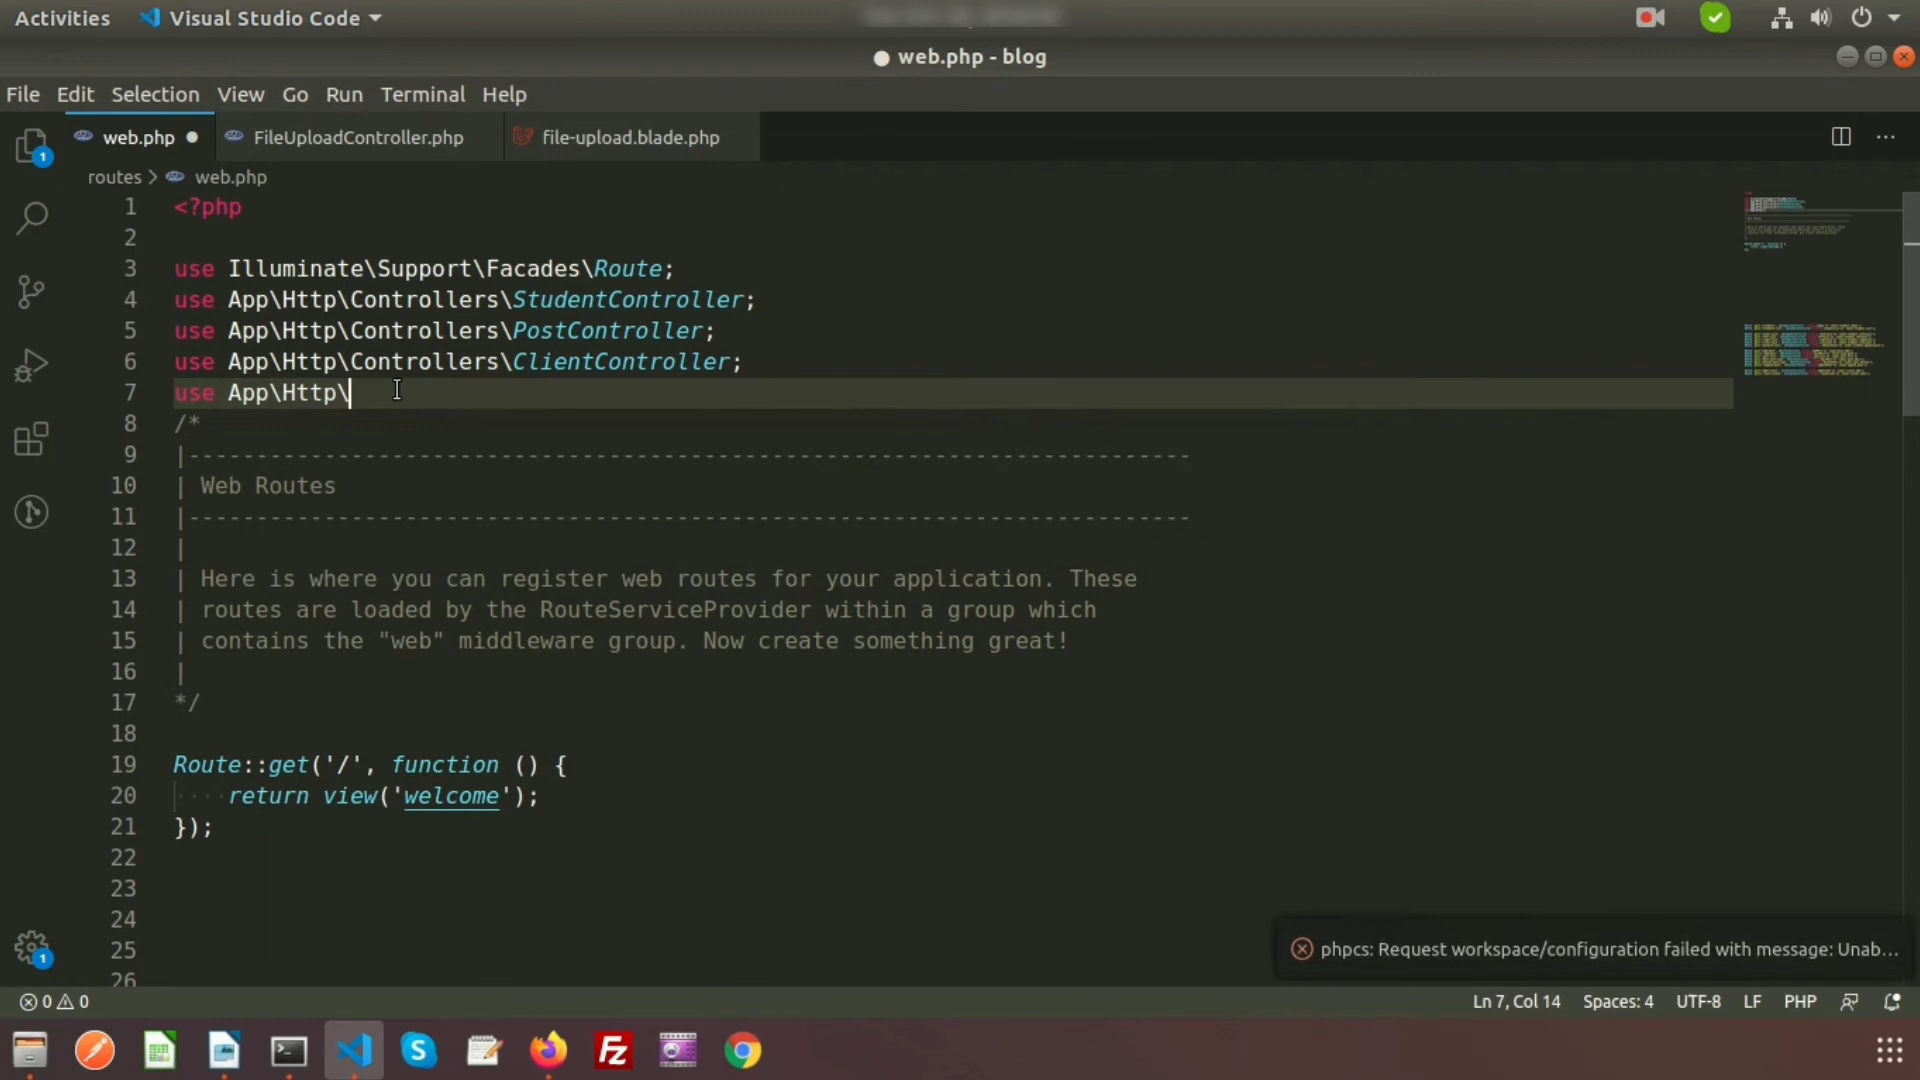 Activities
Visual Studio Code
web.php - blog
File Edit Selection View Go Run Terminal Help
web.php
FileUploadController.php
file-upload.blade.php
1
routes > web.php
1 <?php
2
3 use Illuminate\Support\Facades\Route;
4 use App\Http\Controllers\StudentController;
5 use App\Http\Controllers\PostController;
6 use App\Http\Controllers\ClientController;
7 use App\Http\
8 /*
9 |--------------------------------------------------------------------------
10 | Web Routes
11 |--------------------------------------------------------------------------
12 |
13 | Here is where you can register web routes for your application. These
14 | routes are loaded by the RouteServiceProvider within a group which
15 | contains the "web" middleware group. Now create something great!
16 |
17 */
18
19 Route::get('/', function () {
20 ····return view('welcome');
21 });
22
23
24
25
26
1
phpcs: Request workspace/configuration failed with message: Unab...
0 0
Ln 7, Col 14 Spaces: 4 UTF-8 LF PHP